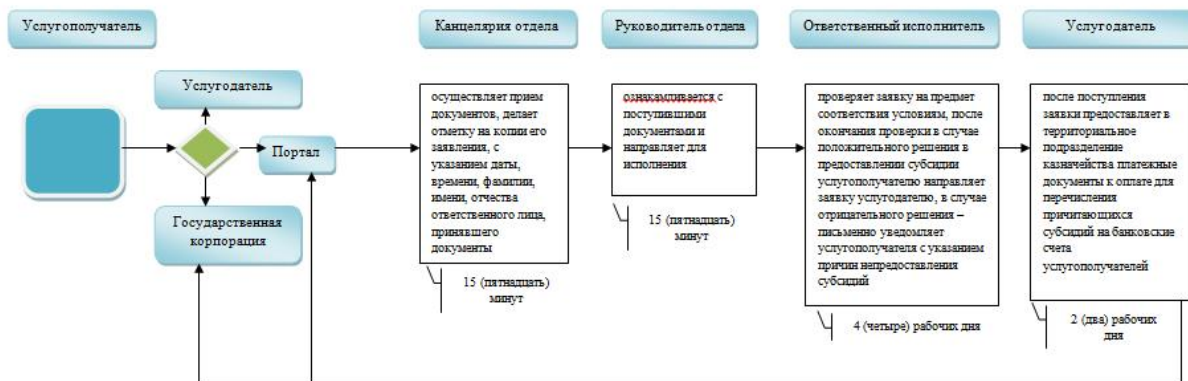 Услугополучатель
Канцелярия отдела
Руководитель отдела
Ответственный исполнитель
Услугодатель
Услугодатель
Портал
Государственная
корпорация
осуществляет прием
документов, делает
отметку на копии его
заявления, с
указанием даты,
времени, фамилии,
имени, отчества
ответственного лица,
принявшего
документы
15 (пятнадцать)
минут
ознакамливается с
поступившими
документами и
направляет для
исполнения
15 (пятнадцать)
минут
проверяет заявку на предмет
соответствия условиям, после
окончания проверки в случае
положительного решения в
предоставлении субсидии
услугополучателю направляет
заявку услугодателю, в случае
отрицательного решения –
письменно уведомляет
услугополучателя с указанием
причин непредоставления
субсидий
4 (четыре) рабочих дня
после поступления
заявки предоставляет в
территориальное
подразделение
казначейства платежные
документы к оплате для
перечисления
причитающихся
субсидий на банковские
счета
услугополучателей
2 (два) рабочих
дня